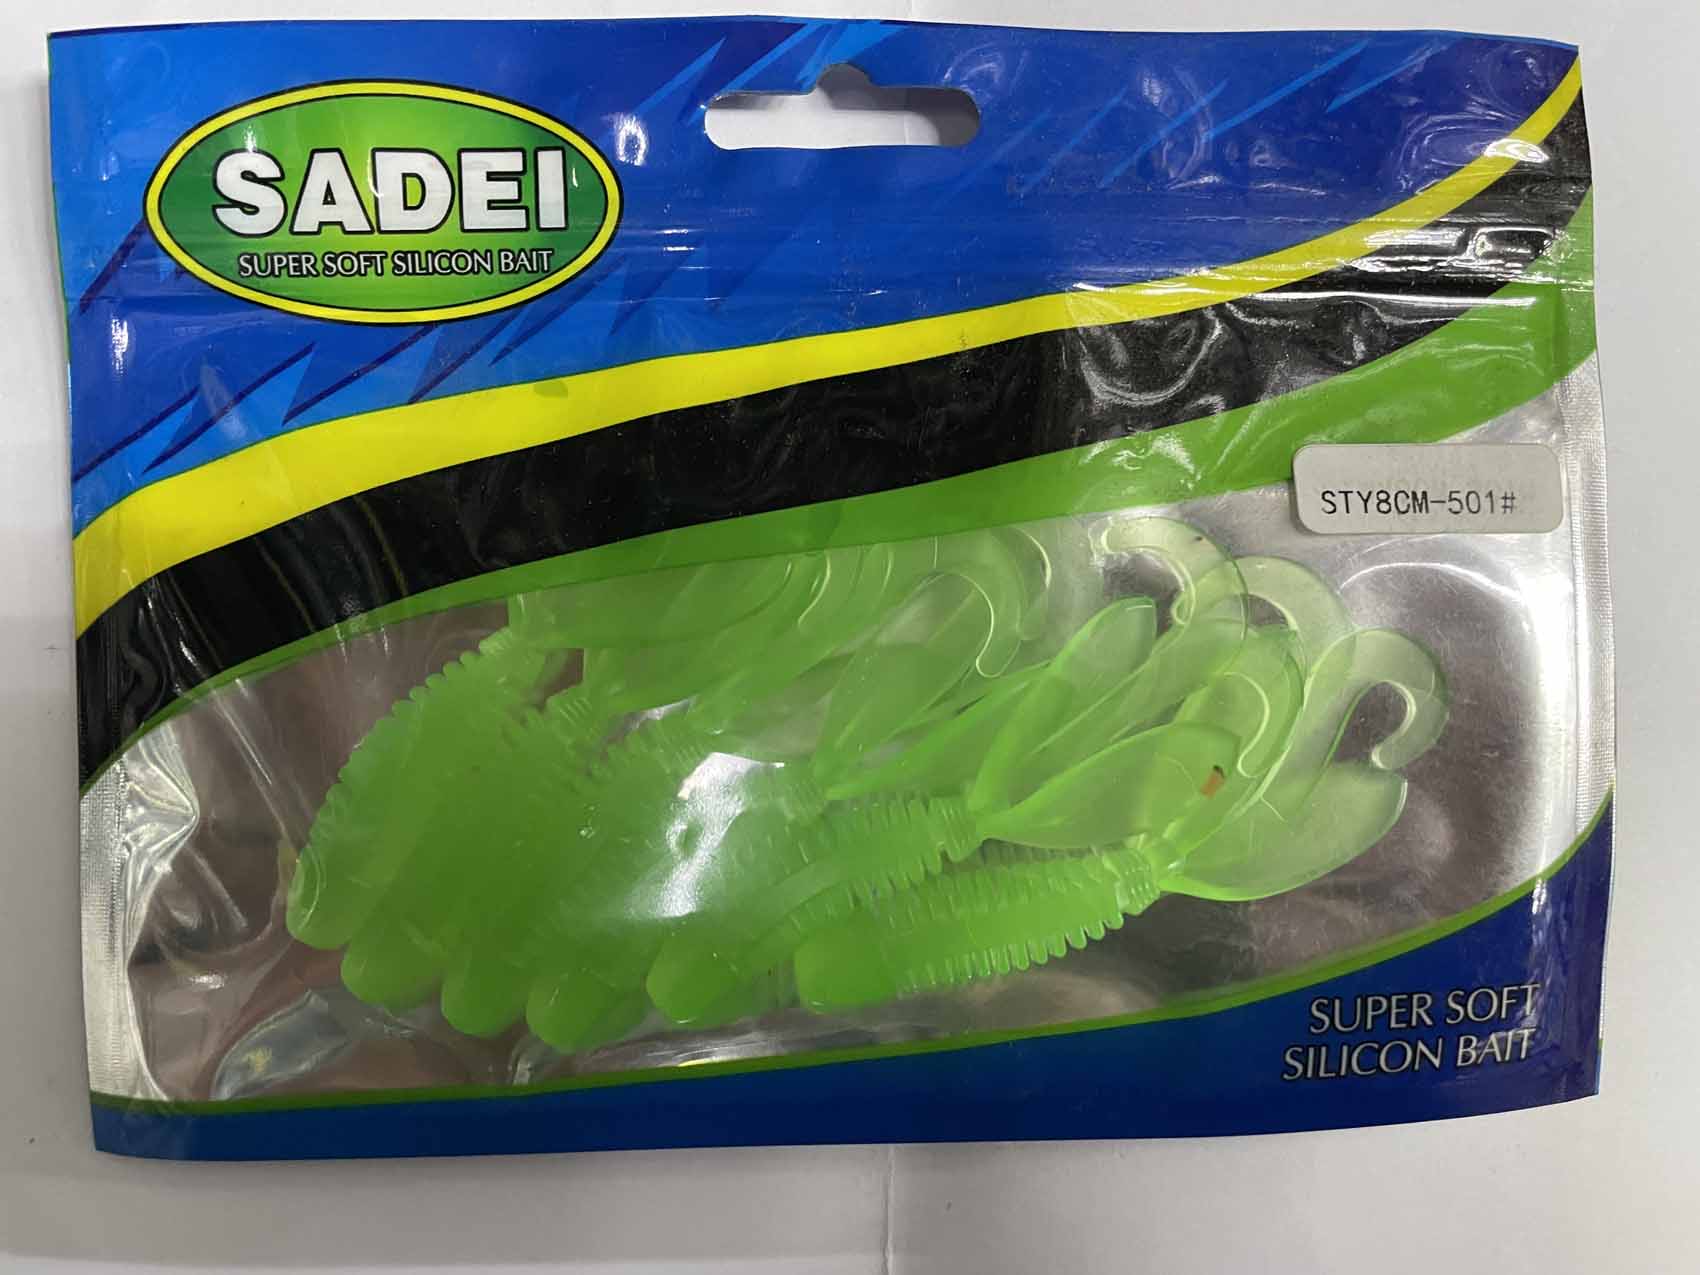 SADEI
SUPER SOFT SILICON BAIT
STY8CM-501#
SUPER SOFT
SILICON BAIT